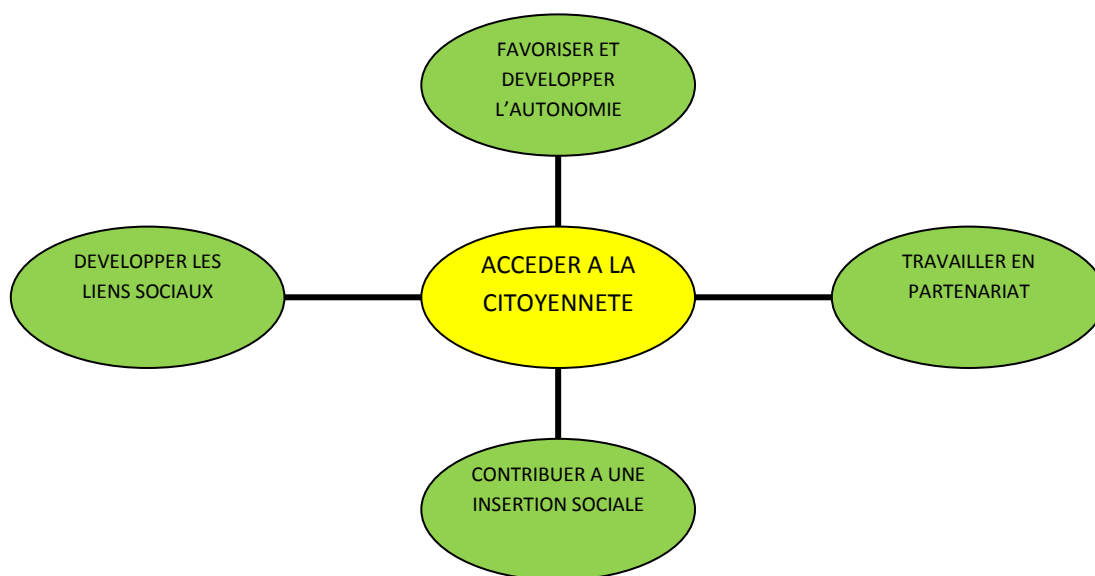 FAVORISER ET
DEVELOPPER
L’AUTONOMIE
DEVELOPPER LES
LIENS SOCIAUX
ACCEDER A LA
CITOYENNETE
TRAVAILLER EN
PARTENARIAT
CONTRIBUER A UNE
INSERTION SOCIALE